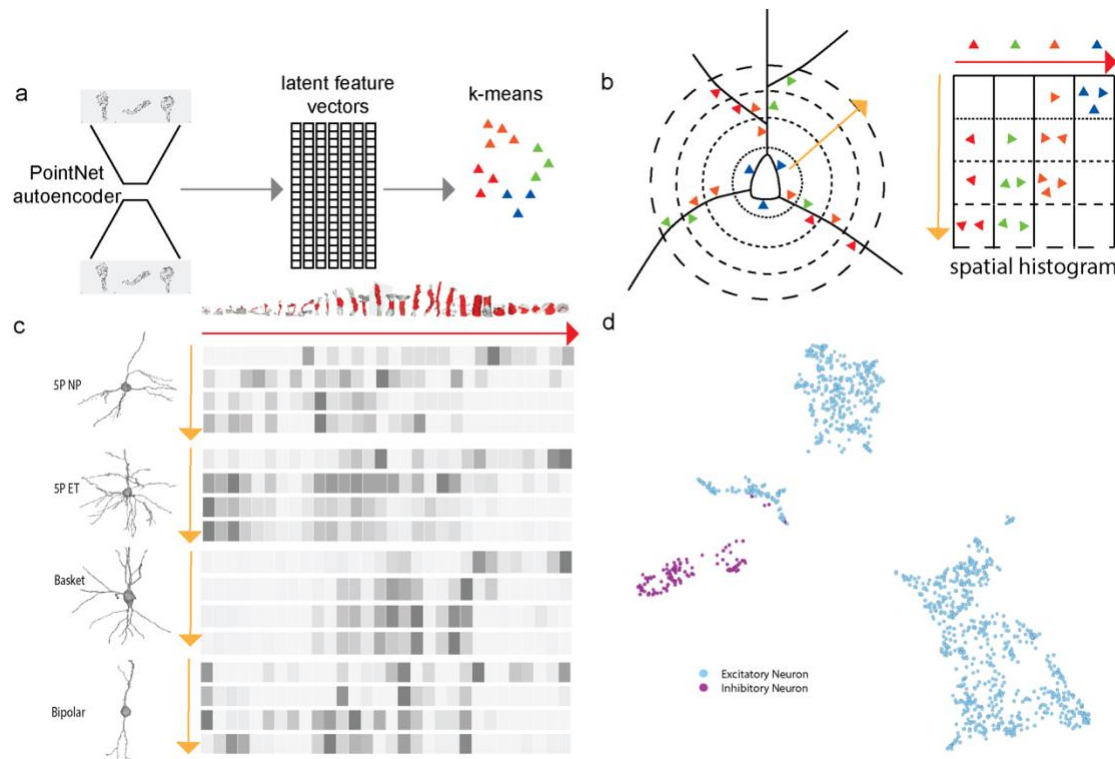 a
PointNet
autoencoder
latent feature
vectors
k-means
b
spatial histogram
c
5P NP
5P ET
Basket
Bipolar
d
Excitatory Neuron
Inhibitory Neuron